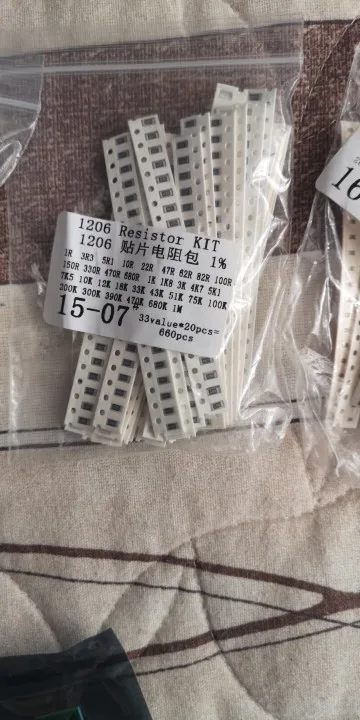 1206 Resistor KIT
1206 贴片电阻包 1%
1R 3R3 5R1 10R 22R 47R 62R 82R 100R
150R 330R 470R 680R 1K 1K8 3K 4K7 5K1
7K5 10K 12K 18K 33K 43K 51K 75K 100K
200K 300K 390K 470K 680K 1M
15-07# 33value*20pcs=
660pcs
16